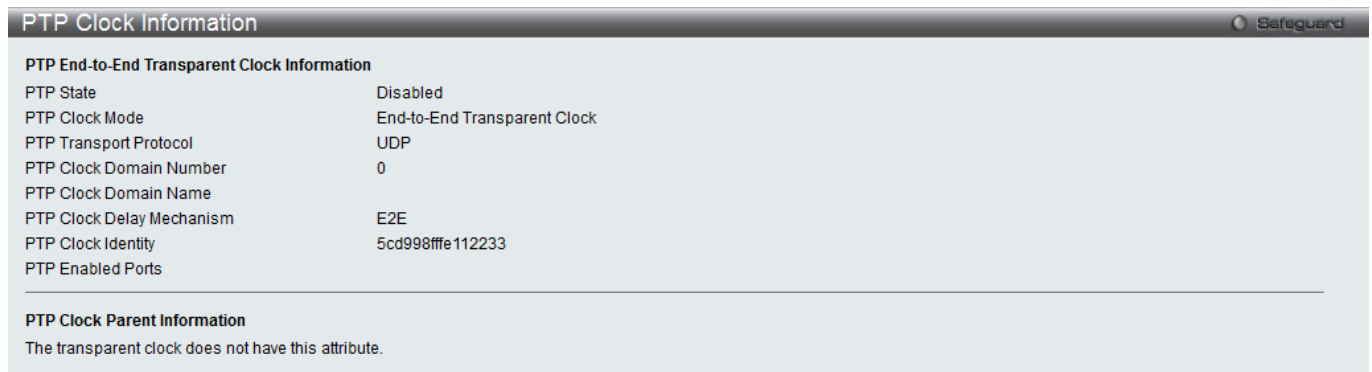 PTP Clock Information Safeguard
PTP End-to-End Transparent Clock Information
PTP State Disabled
PTP Clock Mode End-to-End Transparent Clock
PTP Transport Protocol UDP
PTP Clock Domain Number 0
PTP Clock Domain Name
PTP Clock Delay Mechanism E2E
PTP Clock Identity 5cd998fffe112233
PTP Enabled Ports
PTP Clock Parent Information
The transparent clock does not have this attribute.